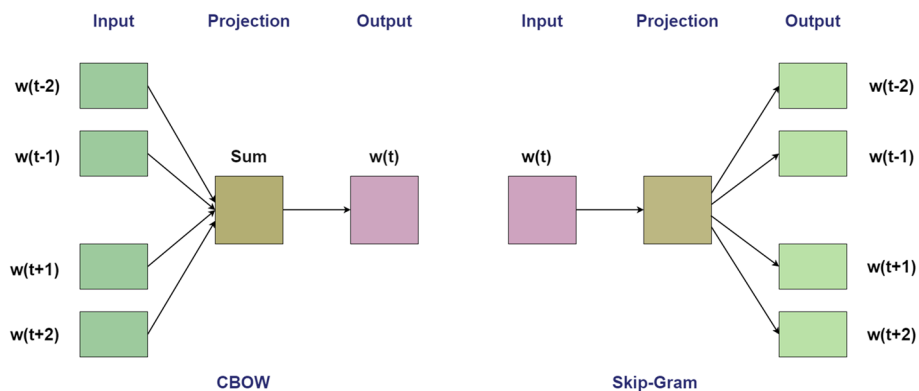 Input Projection Output Input Projection Output
w(t-2)
w(t-1)
w(t+1)
w(t+2)
Sum
w(t)
CBOW
w(t)
w(t-2)
w(t-1)
w(t+1)
w(t+2)
Skip-Gram